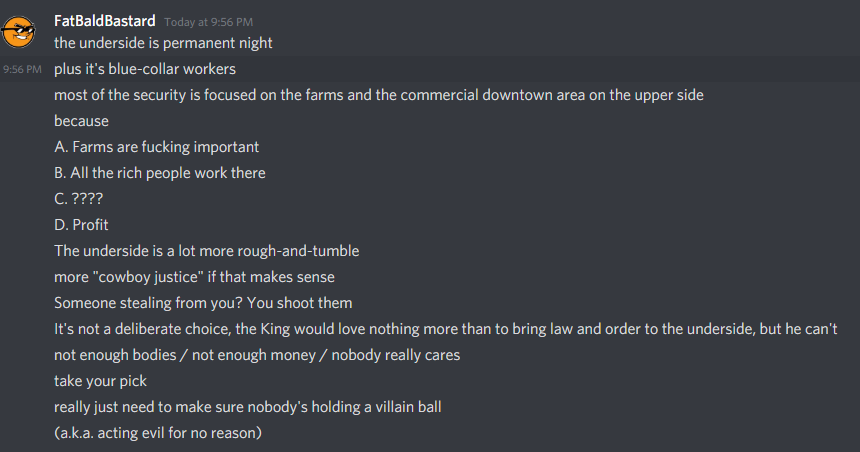 FatBaldBastard Today at 9:56 PM
the underside is permanent night
9:56 PM plus it's blue-collar workers
most of the security is focused on the farms and the commercial downtown area on the upper side
because
A. Farms are fucking important
B. All the rich people work there
C. ????
D. Profit
The underside is a lot more rough-and-tumble
more "cowboy justice" if that makes sense
Someone stealing from you? You shoot them
It's not a deliberate choice, the King would love nothing more than to bring law and order to the underside, but he can't
not enough bodies / not enough money / nobody really cares
take your pick
really just need to make sure nobody's holding a villain ball
(a.k.a. acting evil for no reason)